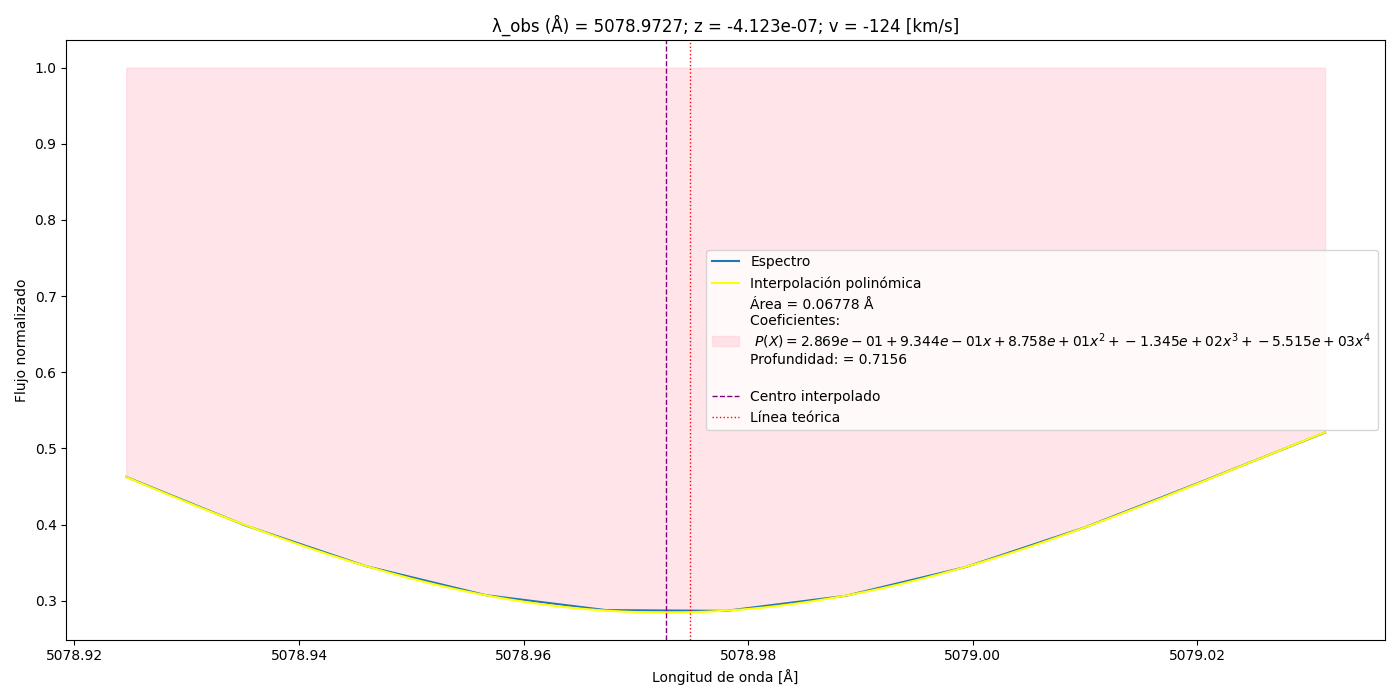 λ_obs (Å) = 5078.9727; z = -4.123e-07; v = -124 [km/s]
Flujo normalizado
1.0
0.9
0.8
0.7
0.6
0.5
0.4
0.3
Espectro
Interpolación polinómica
Área = 0.06778 Å
Coeficientes:
P(X) = 2.869e − 01 + 9.344e − 01x + 8.758e + 01x² + −1.345e + 02x³ + −5.515e + 03x⁴
Profundidad: = 0.7156
Centro interpolado
Línea teórica
5078.92
5078.94
5078.96
5078.98
5079.00
5079.02
Longitud de onda [Å]